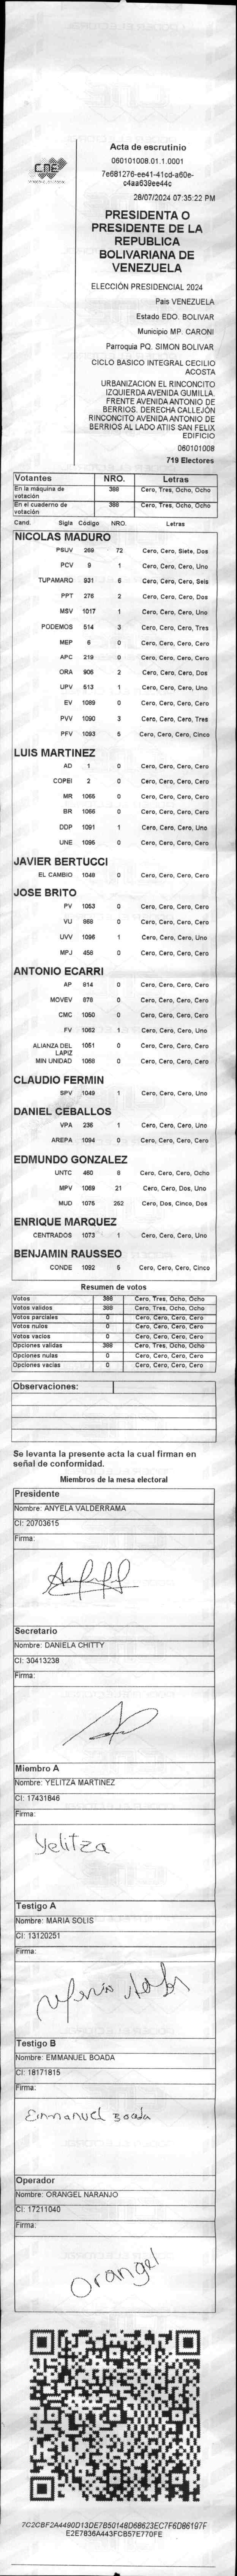 CNE
Acta de escrutinio
060101008.01.1.0001
7e681276-ee41-41cd-a60e-
c4aa639ee44c
28/07/2024 07:35:22 PM
PRESIDENTA O
PRESIDENTE DE LA
REPUBLICA
BOLIVARIANA DE
VENEZUELA
ELECCIÓN PRESIDENCIAL 2024
Pais VENEZUELA
Estado EDO. BOLIVAR
Municipio MP. CARONI
Parroquia PQ. SIMON BOLIVAR
CICLO BASICO INTEGRAL CECILIO
ACOSTA
URBANIZACION EL RINCONCITO
IZQUIERDA AVENIDA GUMILLA.
FRENTE AVENIDA ANTONIO DE
BERRIOS. DERECHA CALLEJÓN
RINCONCITO AVENIDA ANTONIO DE
BERRIOS AL LADO ATIIS SAN FELIX
EDIFICIO
060101008
719 Electores
Votantes NRO. Letras
En la máquina de votación 388 Cero, Tres, Ocho, Ocho
En el cuaderno de votación 388 Cero, Tres, Ocho, Ocho
Cand. Sigla Código NRO. Letras
NICOLAS MADURO
PSUV 269 72 Cero, Cero, Siete, Dos
PCV 9 1 Cero, Cero, Cero, Uno
TUPAMARO 931 6 Cero, Cero, Cero, Seis
PPT 276 2 Cero, Cero, Cero, Dos
MSV 1017 1 Cero, Cero, Cero, Uno
PODEMOS 514 3 Cero, Cero, Cero, Tres
MEP 6 0 Cero, Cero, Cero, Cero
APC 219 0 Cero, Cero, Cero, Cero
ORA 906 2 Cero, Cero, Cero, Dos
UPV 513 1 Cero, Cero, Cero, Uno
EV 1089 0 Cero, Cero, Cero, Cero
PVV 1090 3 Cero, Cero, Cero, Tres
PFV 1093 5 Cero, Cero, Cero, Cinco
LUIS MARTINEZ
AD 1 0 Cero, Cero, Cero, Cero
COPEI 2 0 Cero, Cero, Cero, Cero
MR 1065 0 Cero, Cero, Cero, Cero
BR 1066 0 Cero, Cero, Cero, Cero
DDP 1091 1 Cero, Cero, Cero, Uno
UNE 1095 0 Cero, Cero, Cero, Cero
JAVIER BERTUCCI
EL CAMBIO 1048 0 Cero, Cero, Cero, Cero
JOSE BRITO
PV 1053 0 Cero, Cero, Cero, Cero
VU 868 0 Cero, Cero, Cero, Cero
UVV 1096 1 Cero, Cero, Cero, Uno
MPJ 456 0 Cero, Cero, Cero, Cero
ANTONIO ECARRI
AP 814 0 Cero, Cero, Cero, Cero
MOVEV 878 0 Cero, Cero, Cero, Cero
CMC 1050 0 Cero, Cero, Cero, Cero
FV 1062 1 Cero, Cero, Cero, Uno
ALIANZA DEL LAPIZ 1051 0 Cero, Cero, Cero, Cero
MIN UNIDAD 1068 0 Cero, Cero, Cero, Cero
CLAUDIO FERMIN
SPV 1049 1 Cero, Cero, Cero, Uno
DANIEL CEBALLOS
VPA 236 1 Cero, Cero, Cero, Uno
AREPA 1094 0 Cero, Cero, Cero, Cero
EDMUNDO GONZALEZ
UNTC 460 8 Cero, Cero, Cero, Ocho
MPV 1069 21 Cero, Cero, Dos, Uno
MUD 1075 252 Cero, Dos, Cinco, Dos
ENRIQUE MARQUEZ
CENTRADOS 1073 1 Cero, Cero, Cero, Uno
BENJAMIN RAUSSEO
CONDE 1092 5 Cero, Cero, Cero, Cinco
Resumen de votos
Votos 388 Cero, Tres, Ocho, Ocho
Votos validos 388 Cero, Tres, Ocho, Ocho
Votos parciales 0 Cero, Cero, Cero, Cero
Votos nulos 0 Cero, Cero, Cero, Cero
Votos vacios 0 Cero, Cero, Cero, Cero
Opciones validas 388 Cero, Tres, Ocho, Ocho
Opciones nulas 0 Cero, Cero, Cero, Cero
Opciones vacias 0 Cero, Cero, Cero, Cero
Observaciones:
Se levanta la presente acta la cual firman en
señal de conformidad.
Miembros de la mesa electoral
Presidente
Nombre: ANYELA VALDERRAMA
CI: 20703615
Firma:
Secretario
Nombre: DANIELA CHITTY
CI: 30413238
Firma:
Miembro A
Nombre: YELITZA MARTINEZ
CI: 17431846
Firma:
Yelitza
Testigo A
Nombre: MARIA SOLIS
CI: 13120251
Firma:
Testigo B
Nombre: EMMANUEL BOADA
CI: 18171815
Firma:
Emmanuel Boada
Operador
Nombre: ORANGEL NARANJO
CI: 17211040
Firma:
Orangel
7C2CBF2A4490D13DE7B50148D68623EC7F6D86197F
E2E7836A443FCB57E770FE